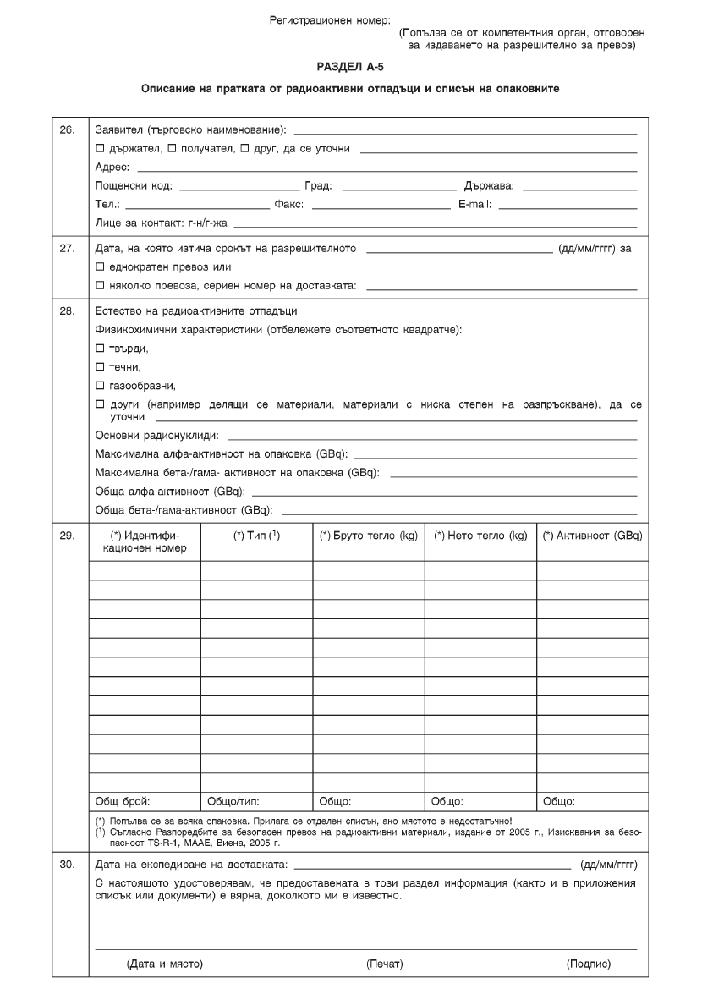 Регистрационен номер:
(Попълва се от компетентния орган, отговорен
за издаването на разрешително за превоз)
РАЗДЕЛ А-5
Описание на пратката от радиоактивни отпадъци и списък на опаковките
26. Заявител (търговско наименование):
☐ държател, ☐ получател, ☐ друг, да се уточни
Адрес:
Пощенски код: Град: Държава:
Тел.: Факс: E-mail:
Лице за контакт: г-н/г-жа
27. Дата, на която изтича срокът на разрешителното (дд/мм/гггг) за
☐ еднократен превоз или
☐ няколко превоза, сериен номер на доставката:
28. Естество на радиоактивните отпадъци
Физикохимични характеристики (отбележете съответното квадратче):
☐ твърди,
☐ течни,
☐ газообразни,
☐ други (например делящи се материали, материали с ниска степен на разпръскване), да се
уточни
Основни радионуклиди:
Максимална алфа-активност на опаковка (GBq):
Максимална бета-/гама- активност на опаковка (GBq):
Обща алфа-активност (GBq):
Обща бета-/гама-активност (GBq):
29. (*) Идентифи- (*) Тип (1) (*) Бруто тегло (kg) (*) Нето тегло (kg) (*) Активност (GBq)
кационен номер
Общ брой: Общо/тип: Общо: Общо: Общо:
(*) Попълва се за всяка опаковка. Прилага се отделен списък, ако мястото е недостатъчно!
(1) Съгласно Разпоредбите за безопасен превоз на радиоактивни материали, издание от 2005 г., Изисквания за безо-
пасност TS-R-1, МААЕ, Виена, 2005 г.
30. Дата на експедиране на доставката: (дд/мм/гггг)
С настоящото удостоверявам, че предоставената в този раздел информация (както и в приложения
списък или документи) е вярна, доколкото ми е известно.
(Дата и място) (Печат) (Подпис)